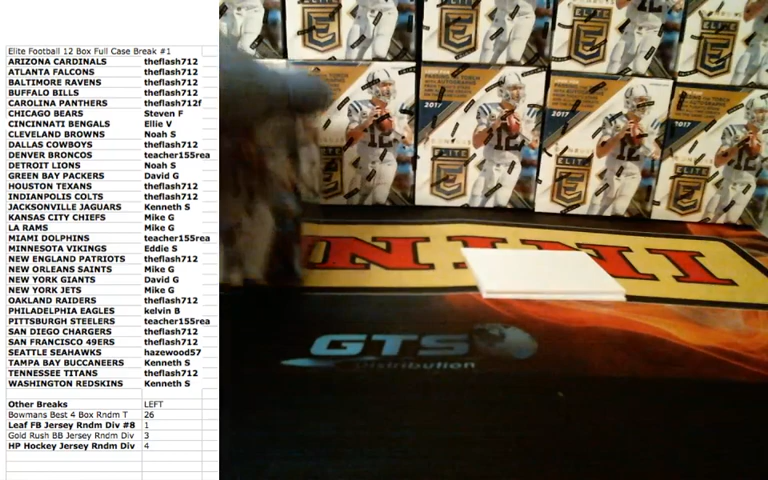 Elite Football 12 Box Full Case Break #1
ARIZONA CARDINALS theflash712
ATLANTA FALCONS theflash712
BALTIMORE RAVENS theflash712
BUFFALO BILLS theflash712
CAROLINA PANTHERS theflash712f
CHICAGO BEARS Steven F
CINCINNATI BENGALS Ellie V
CLEVELAND BROWNS Noah S
DALLAS COWBOYS theflash712
DENVER BRONCOS teacher155rea
DETROIT LIONS Noah S
GREEN BAY PACKERS David G
HOUSTON TEXANS theflash712
INDIANPOLIS COLTS theflash712
JACKSONVILLE JAGUARS Kenneth S
KANSAS CITY CHIEFS Mike G
LA RAMS Mike G
MIAMI DOLPHINS teacher155rea
MINNESOTA VIKINGS Eddie S
NEW ENGLAND PATRIOTS theflash712
NEW ORLEANS SAINTS Mike G
NEW YORK GIANTS David G
NEW YORK JETS Mike G
OAKLAND RAIDERS theflash712
PHILADELPHIA EAGLES kelvin B
PITTSBURGH STEELERS teacher155rea
SAN DIEGO CHARGERS theflash712
SAN FRANCISCO 49ERS theflash712
SEATTLE SEAHAWKS hazewood57
TAMPA BAY BUCCANEERS Kenneth S
TENNESSEE TITANS theflash712
WASHINGTON REDSKINS Kenneth S
Other Breaks LEFT
Bowmans Best 4 Box Rndm T 26
Leaf FB Jersey Rndm Div #8 1
Gold Rush BB Jersey Rndm Div 3
HP Hockey Jersey Rndm Div 4
ELITE ELITE ELITE ELITE
2017 2017 2017
ELITE ELITE ELITE ELITE
GTS
Distribution